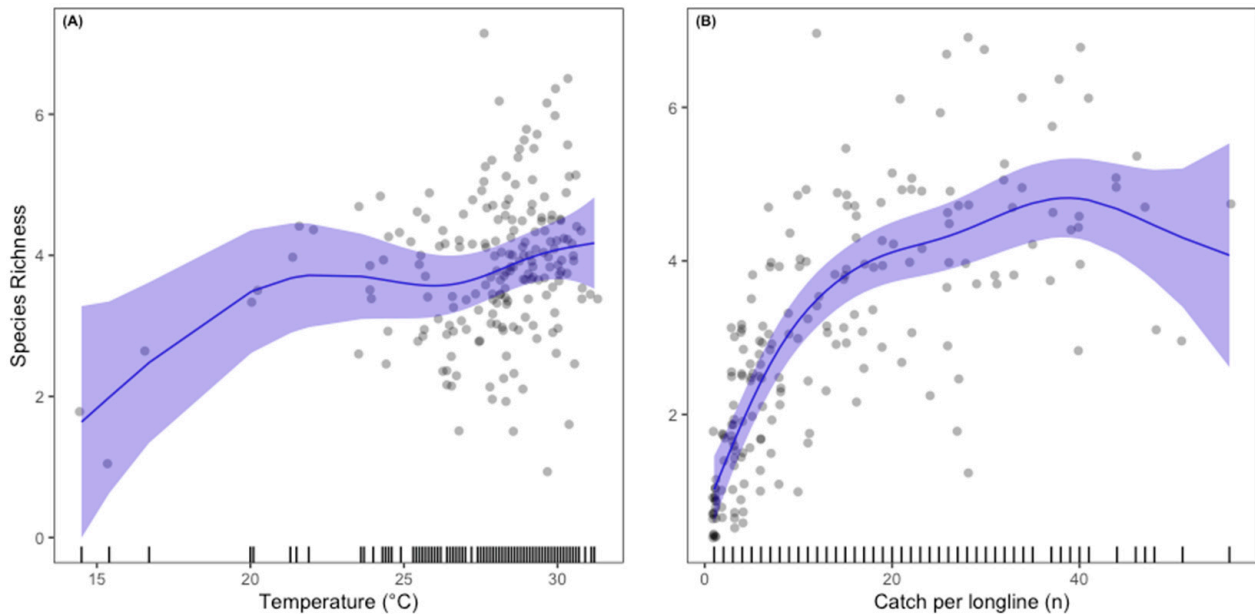 (A)
6
4
2
0
Species Richness
15 20 25 30
Temperature (°C)
(B)
6
4
2
0 20 40
Catch per longline (n)